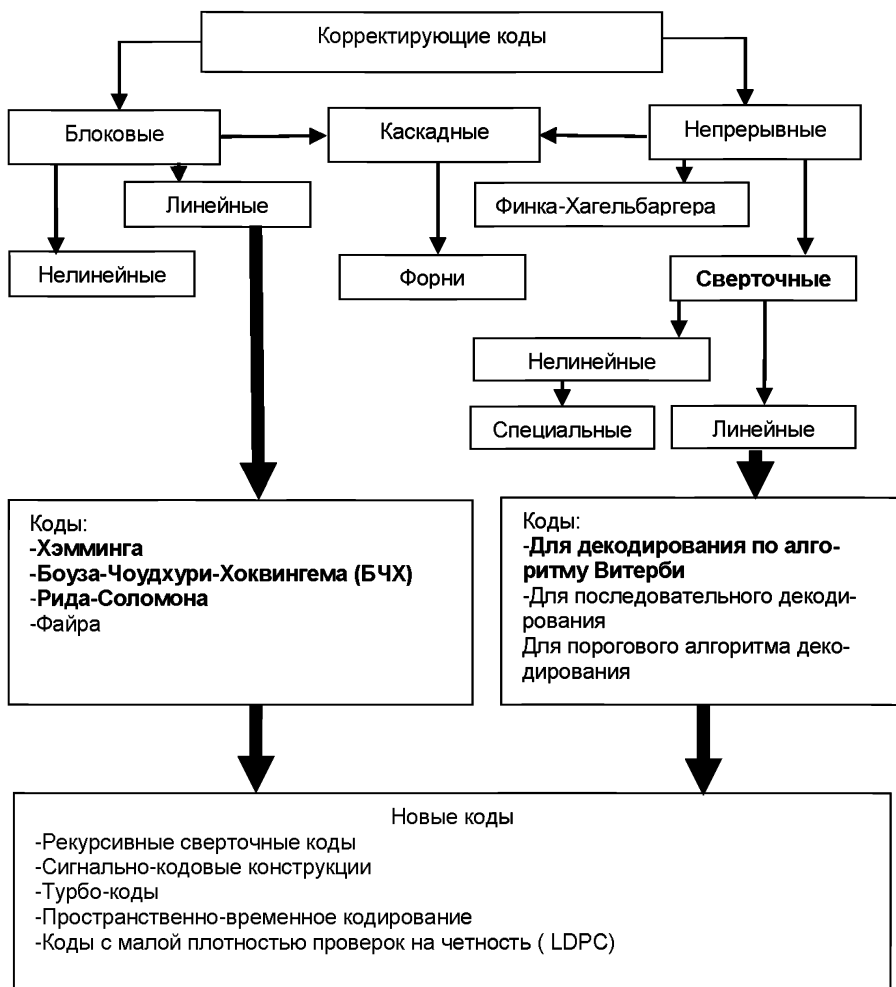 Корректирующие коды
Блоковые
Каскадные
Непрерывные
Линейные
Финка-Хагельбаргера
Нелинейные
Форни
Сверточные
Нелинейные
Специальные
Линейные
Коды:
-Хэмминга
-Боуза-Чоудхури-Хоквингема (БЧХ)
-Рида-Соломона
-Файра
Коды:
-Для декодирования по алго-
ритму Витерби
-Для последовательного декоди-
рования
Для порогового алгоритма деко-
дирования
Новые коды
-Рекурсивные сверточные коды
-Сигнально-кодовые конструкции
-Турбо-коды
-Пространственно-временное кодирование
-Коды с малой плотностью проверок на четность ( LDPC)